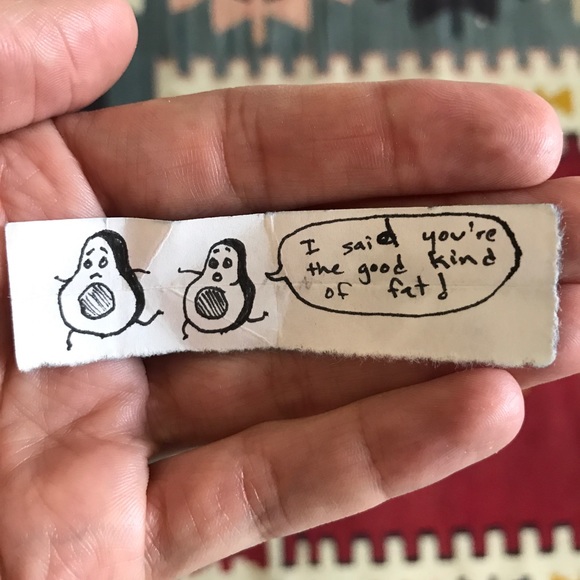 I said you're
the good kind
of fat!